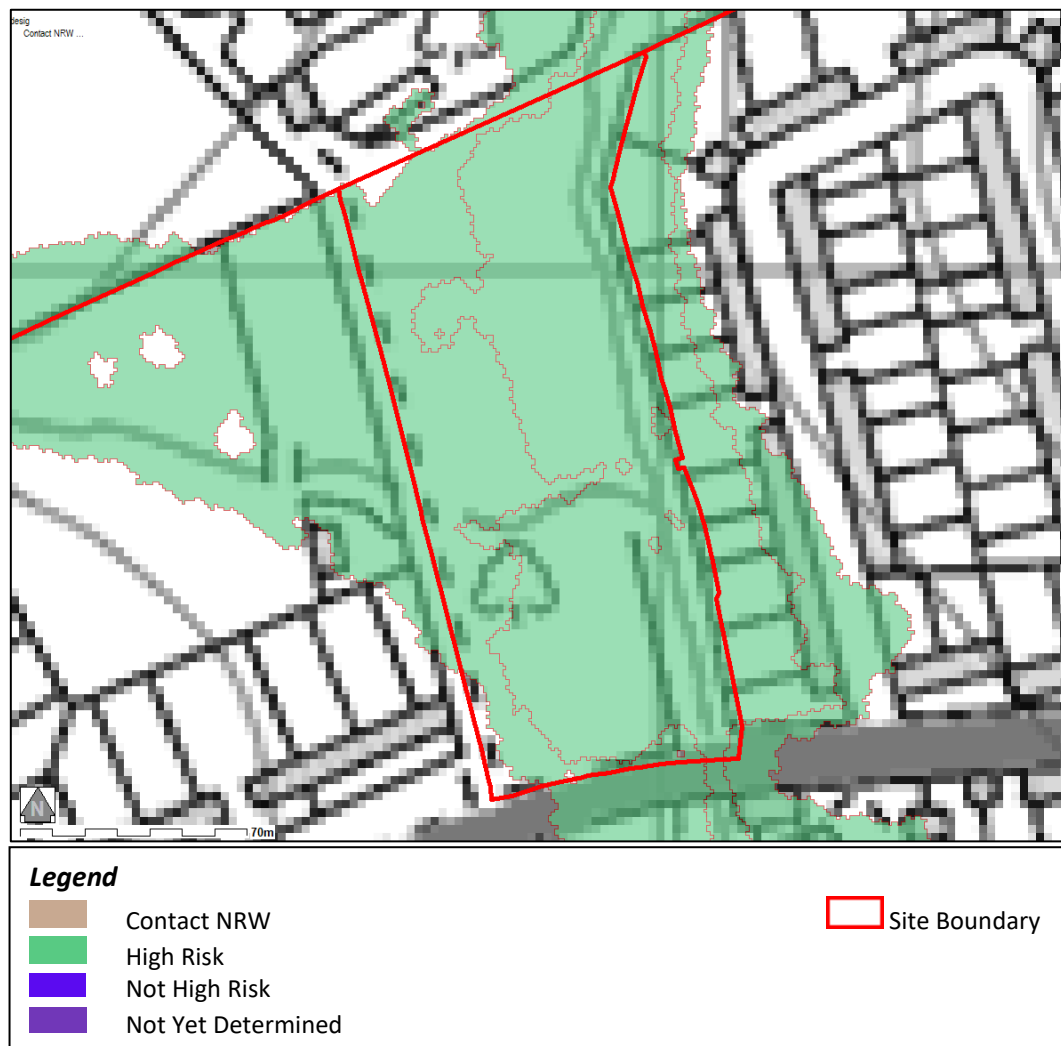 desig
Contact NRW ...
N
70m
Legend
Contact NRW
High Risk
Not High Risk
Not Yet Determined
Site Boundary